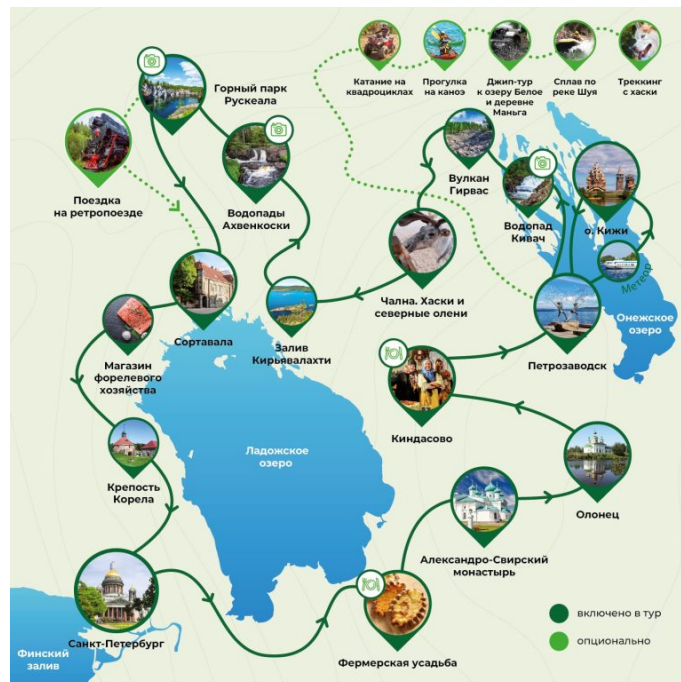 Катание на
квадроциклах
Прогулка
на каноэ
Джип-тур
к озеру Белое
и деревне
Маньга
Сплав по
реке Шуя
Треккинг
с хаски
Горный парк
Рускеала
Поездка
на ретропоезде
Водопады
Ахвенкоски
Вулкан
Гирвас
Водопад
Кивач
о. Кижи
Метеор
Чална. Хаски и
северные олени
Онежское
озеро
Сортавала
Залив
Кирьявалахти
Петрозаводск
Магазин
форелевого
хозяйства
Киндасово
Крепость
Корела
Ладожское
озеро
Олонец
Александро-Свирский
монастырь
Санкт-Петербург
Финский
залив
Фермерская усадьба
включено в тур
опционально